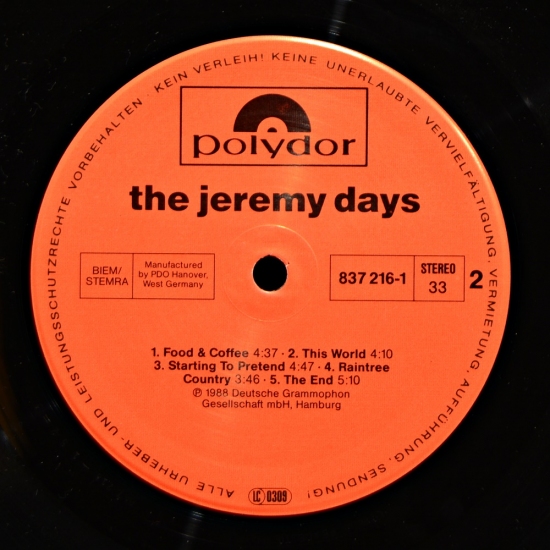 ALLE URHEBER- UND LEISTUNGSSCHUTZRECHTE VORBEHALTEN · KEIN VERLEIH! KEINE UNERLAUBTE VERVIELFÄLTIGUNG, VERMIETUNG, AUFFÜHRUNG, SENDUNG!
polydor
the jeremy days
BIEM/
STEMRA
Manufactured
by PDO Hanover,
West Germany
837 216-1
STEREO
33
2
1. Food & Coffee 4:37 · 2. This World 4:10
3. Starting To Pretend 4:47 · 4. Raintree
Country 3:46 · 5. The End 5:10
℗ 1988 Deutsche Grammophon
Gesellschaft mbH, Hamburg
LC 0309